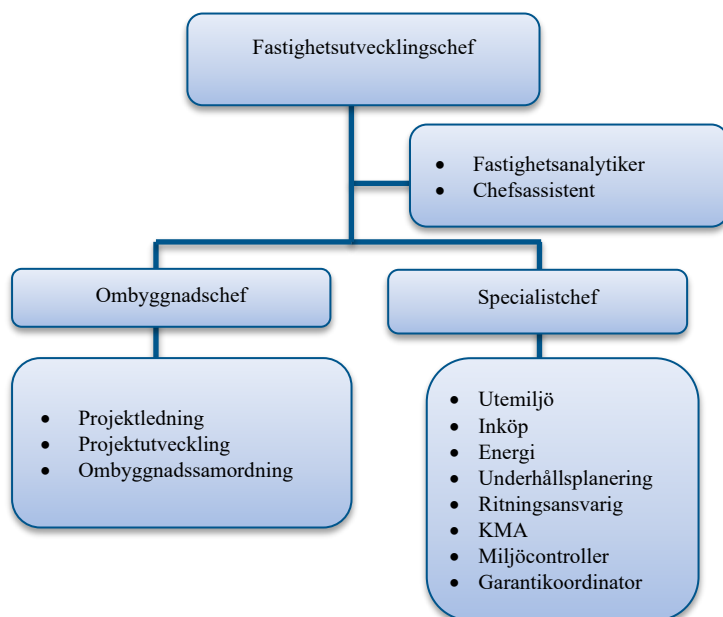 Fastighetsutvecklingschef
• Fastighetsanalytiker
• Chefsassistent
Ombyggnadschef
Specialistchef
• Projektledning
• Projektutveckling
• Ombyggnadssamordning
• Utemiljö
• Inköp
• Energi
• Underhållsplanering
• Ritningsansvarig
• KMA
• Miljöcontroller
• Garantikoordinator